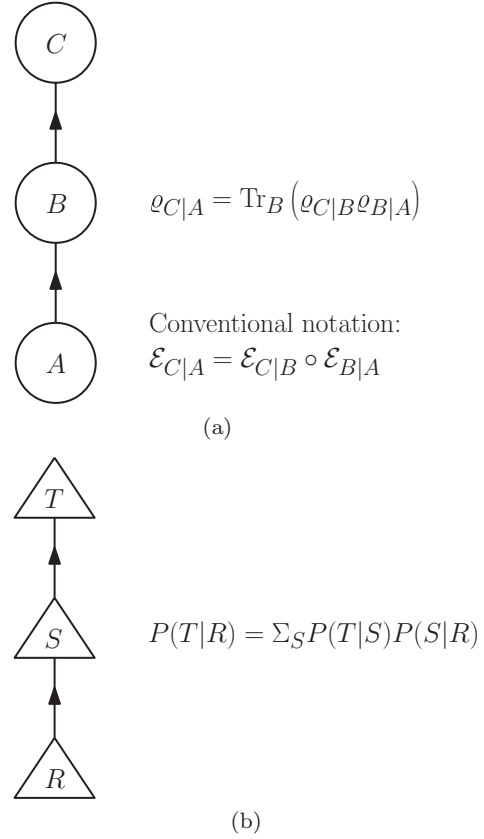 C
B
ϱ_{C|A} = Tr_B (ϱ_{C|B} ϱ_{B|A})
Conventional notation:
A
ℰ_{C|A} = ℰ_{C|B} ∘ ℰ_{B|A}
(a)
T
S
P(T|R) = Σ_S P(T|S)P(S|R)
R
(b)